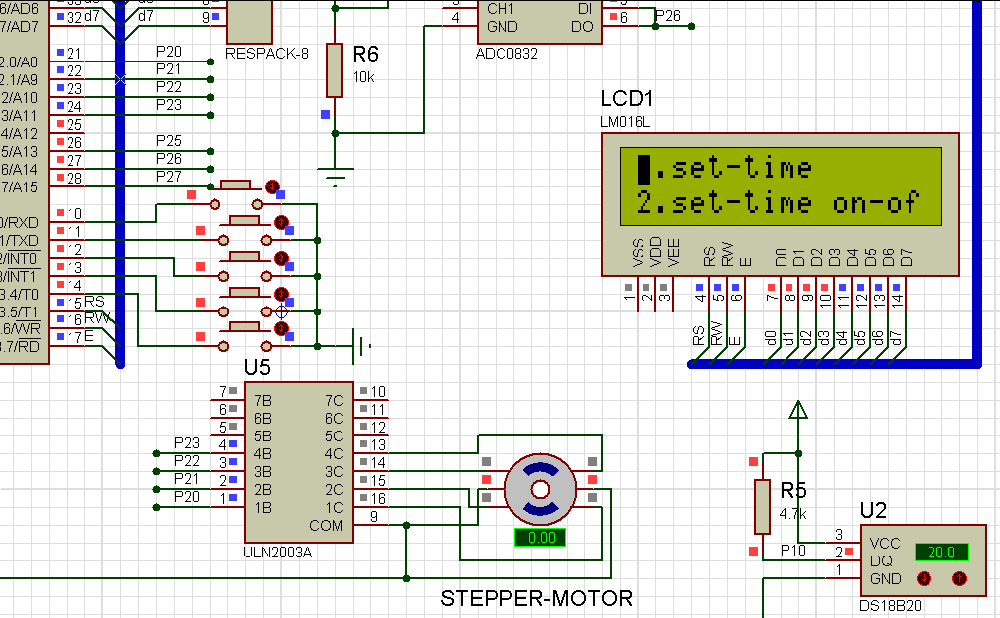 6/AD6
d7
d7
32
7/AD7
9
RESPACK-8
R6
10k
4
CH1
GND
DI
DO
6
P26
ADC0832
2.0/A8
21
P20
2.1/A9
22
P21
2/A10
23
P22
3/A11
24
P23
4/A12
25
5/A13
26
P25
6/A14
27
P26
7/A15
28
P27
0/RXD
10
1/TXD
11
2/INT0
12
3/INT1
13
3.4/T0
14
3.5/T1
15
RS
.6/WR
16
RW
3.7/RD
17
E
LCD1
LM016L
.set-time
2.set-time on-of
VSS
VDD
VEE
RS
RW
E
D0
D1
D2
D3
D4
D5
D6
D7
1
2
3
4
5
6
7
8
9
10
11
12
13
14
RS
RW
E
d0
d1
d2
d3
d4
d5
d6
d7
U5
7
7B
7C
10
6
6B
6C
11
5
5B
5C
12
P23
4
4B
4C
13
P22
3
3B
3C
14
P21
2
2B
2C
15
P20
1
1B
1C
16
COM
9
ULN2003A
0.00
STEPPER-MOTOR
R5
4.7k
P10
U2
3
VCC
2
DQ
1
GND
20.0
DS18B20